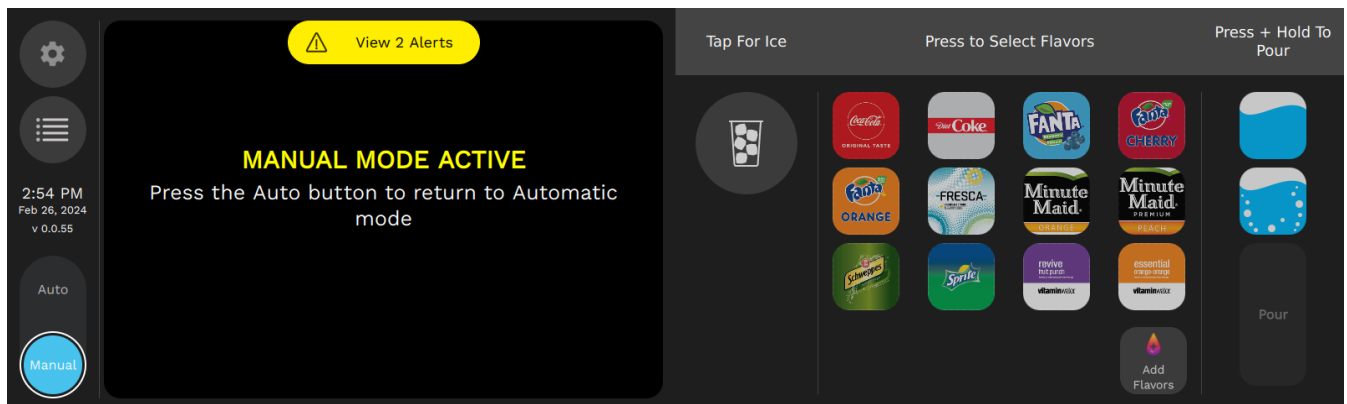 View 2 Alerts
MANUAL MODE ACTIVE
Press the Auto button to return to Automatic
mode
2:54 PM
Feb 26, 2024
v 0.0.55
Auto
Manual
Tap For Ice
Press to Select Flavors
Press + Hold To
Pour
Coca-Cola
ORIGINAL TASTE
Diet Coke
FANTA
Fanta
CHERRY
Fanta
ORANGE
FRESCA
Minute
Maid
ORANGE
Minute
Maid
PREMIUM
PEACH
Schweppes
Sprite
revive
fruit punch
vitaminwater
essential
orange-orange
vitaminwater
Add
Flavors
Pour